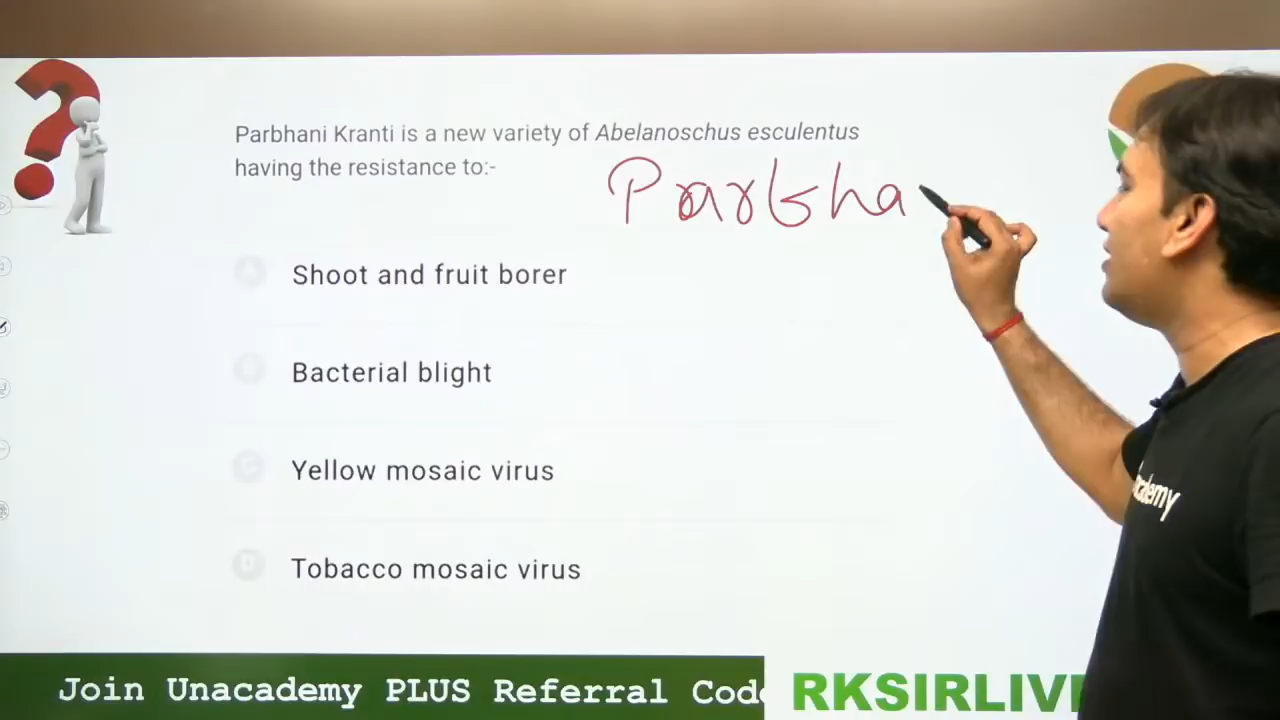 Parbhani Kranti is a new variety of Abelanoschus esculentus
having the resistance to:-
Parbha
A Shoot and fruit borer
B Bacterial blight
C Yellow mosaic virus
D Tobacco mosaic virus
Join Unacademy PLUS Referral Code
RKSIRLIVE